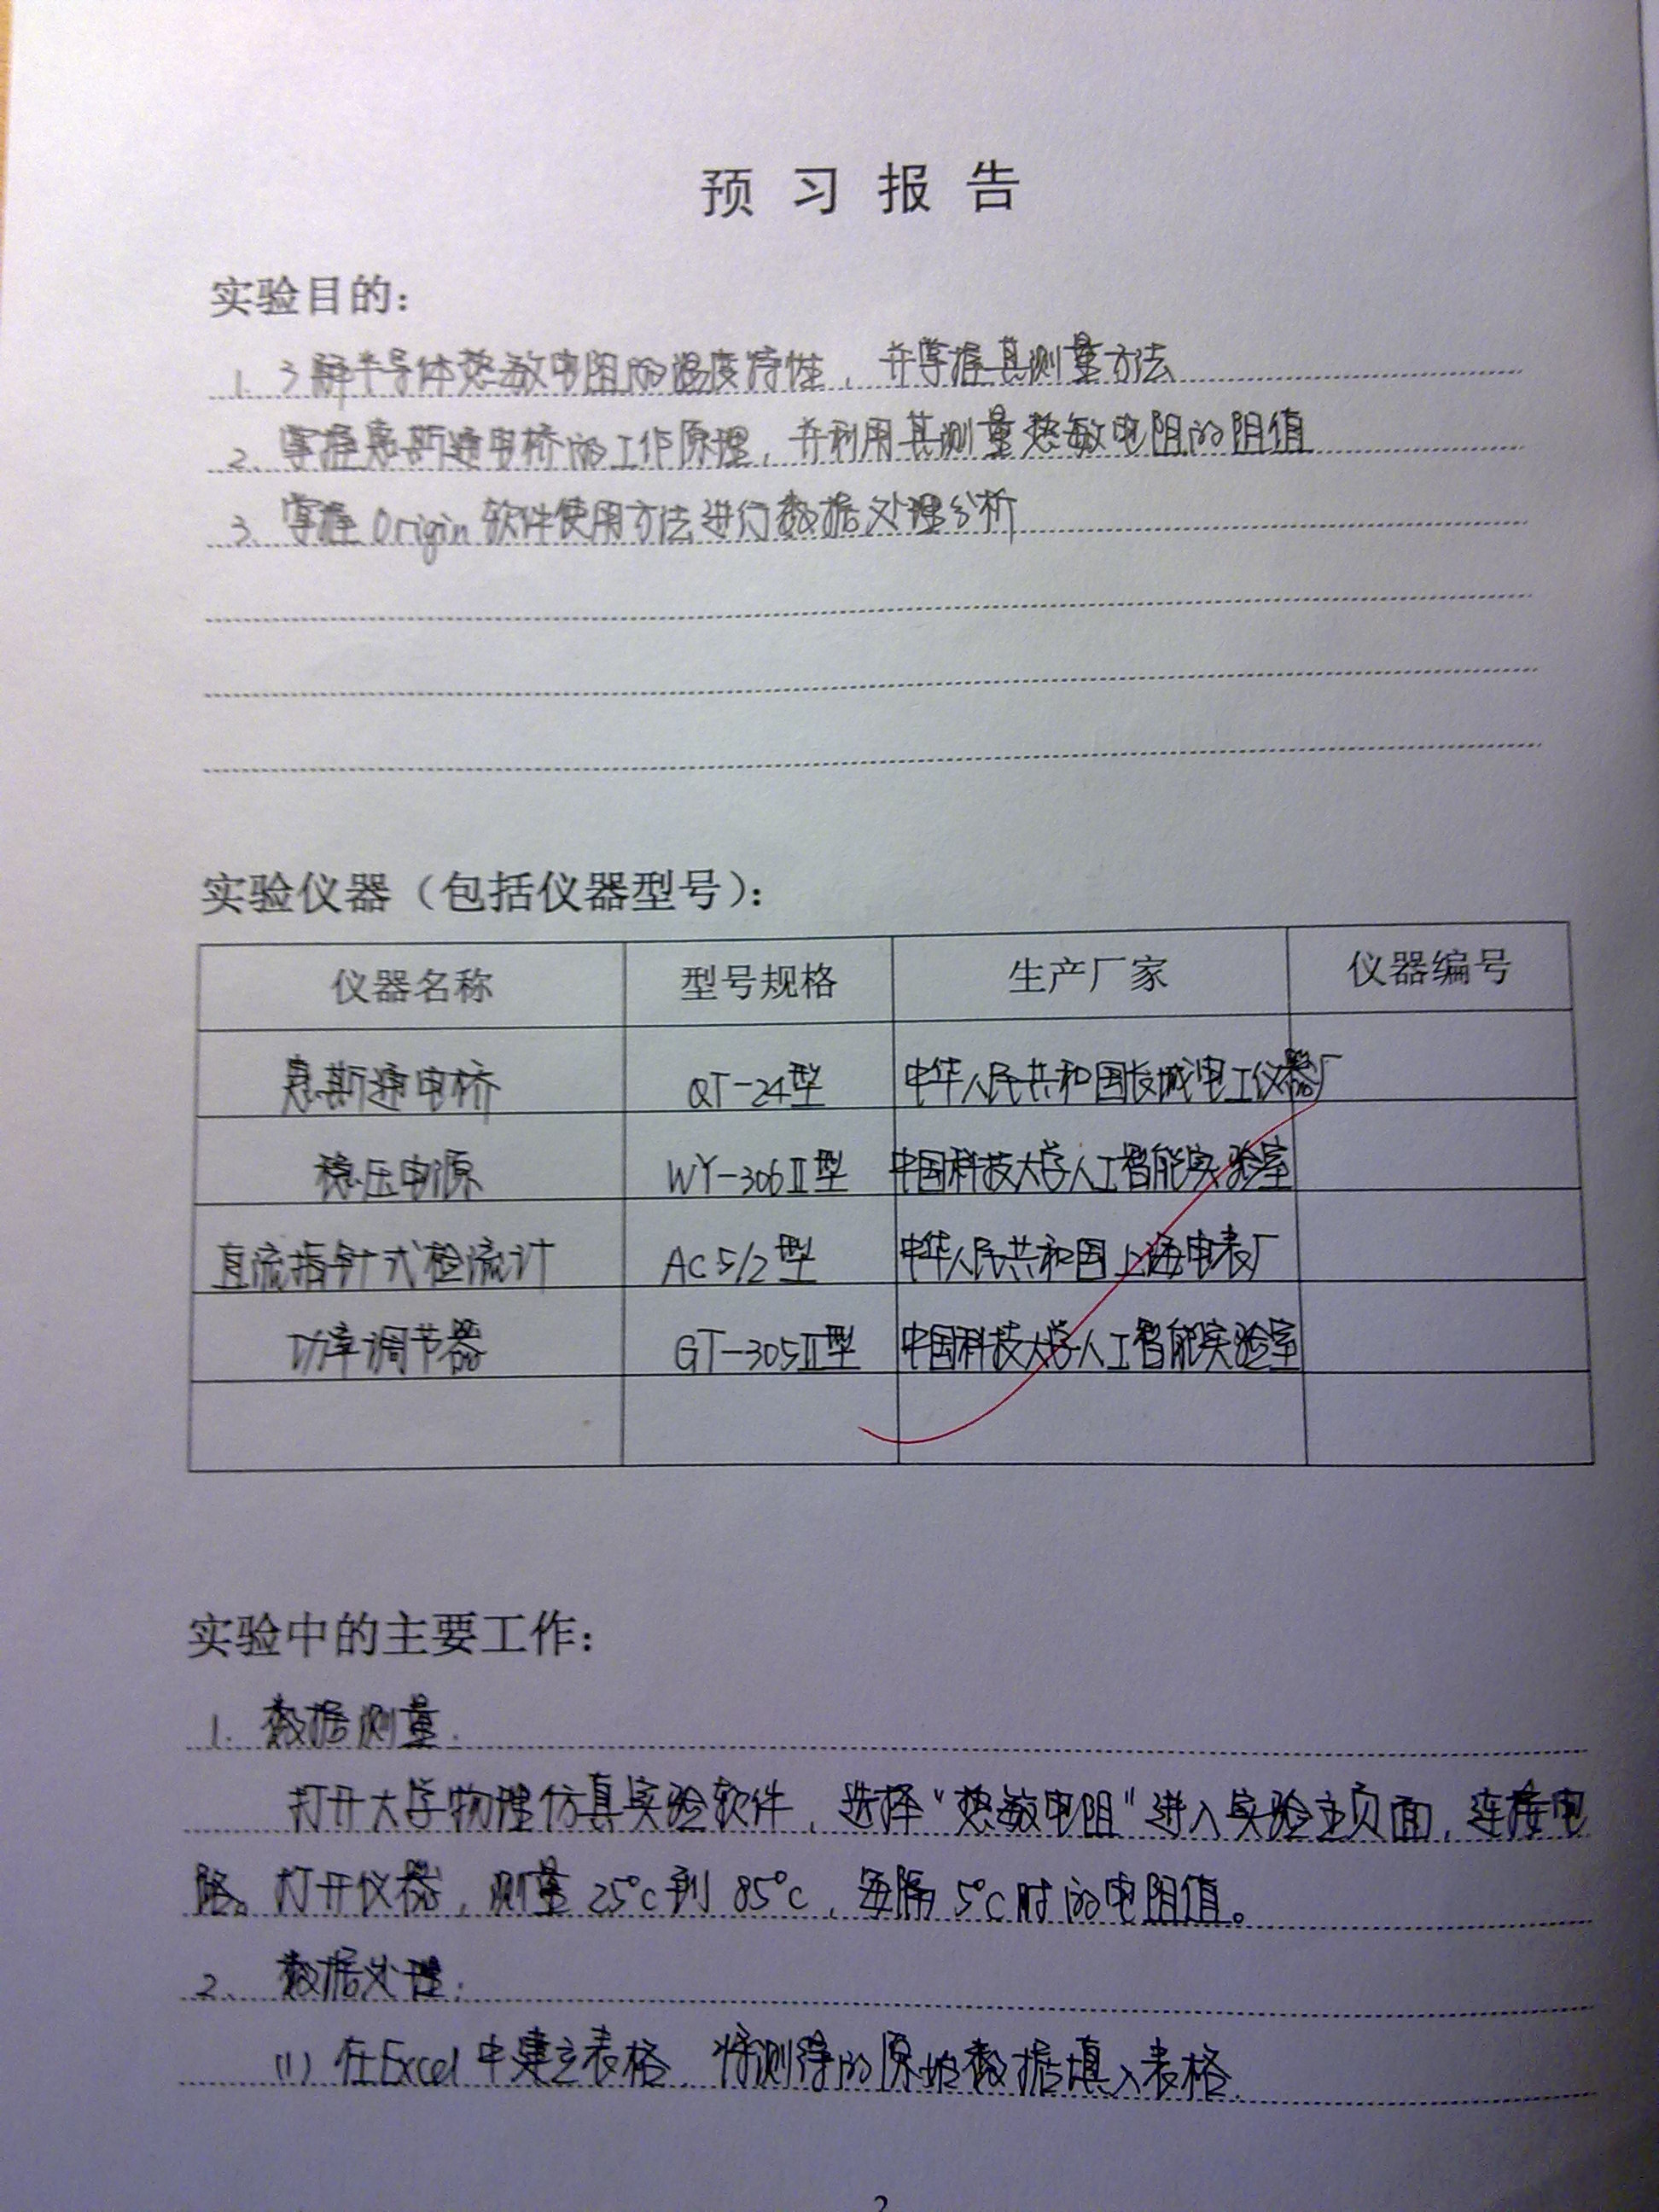 预习报告
实验目的：
1. 了解半导体热敏电阻的温度特性，并掌握其测量方法
2. 掌握惠斯通电桥的工作原理，并利用其测量热敏电阻的阻值
3. 掌握Origin软件使用方法进行数据处理分析
实验仪器（包括仪器型号）：
仪器名称 型号规格 生产厂家 仪器编号
惠斯通电桥 QT-24型 中华人民共和国长城电工仪器厂
稳压电源 WY-306Ⅱ型 中国科技大学人工智能实验室
直流指针式检流计 AC5/2型 中华人民共和国上海电表厂
功率调节器 GT-305Ⅱ型 中国科技大学人工智能实验室
实验中的主要工作：
1. 数据测量.
打开大学物理仿真实验软件，选择“热敏电阻”进入实验主页面，连接电
路。打开仪器，测量25℃到85℃，每隔5℃时的电阻值。
2. 数据处理：
(1) 在Excel中建立表格，将测得的原始数据填入表格.
2